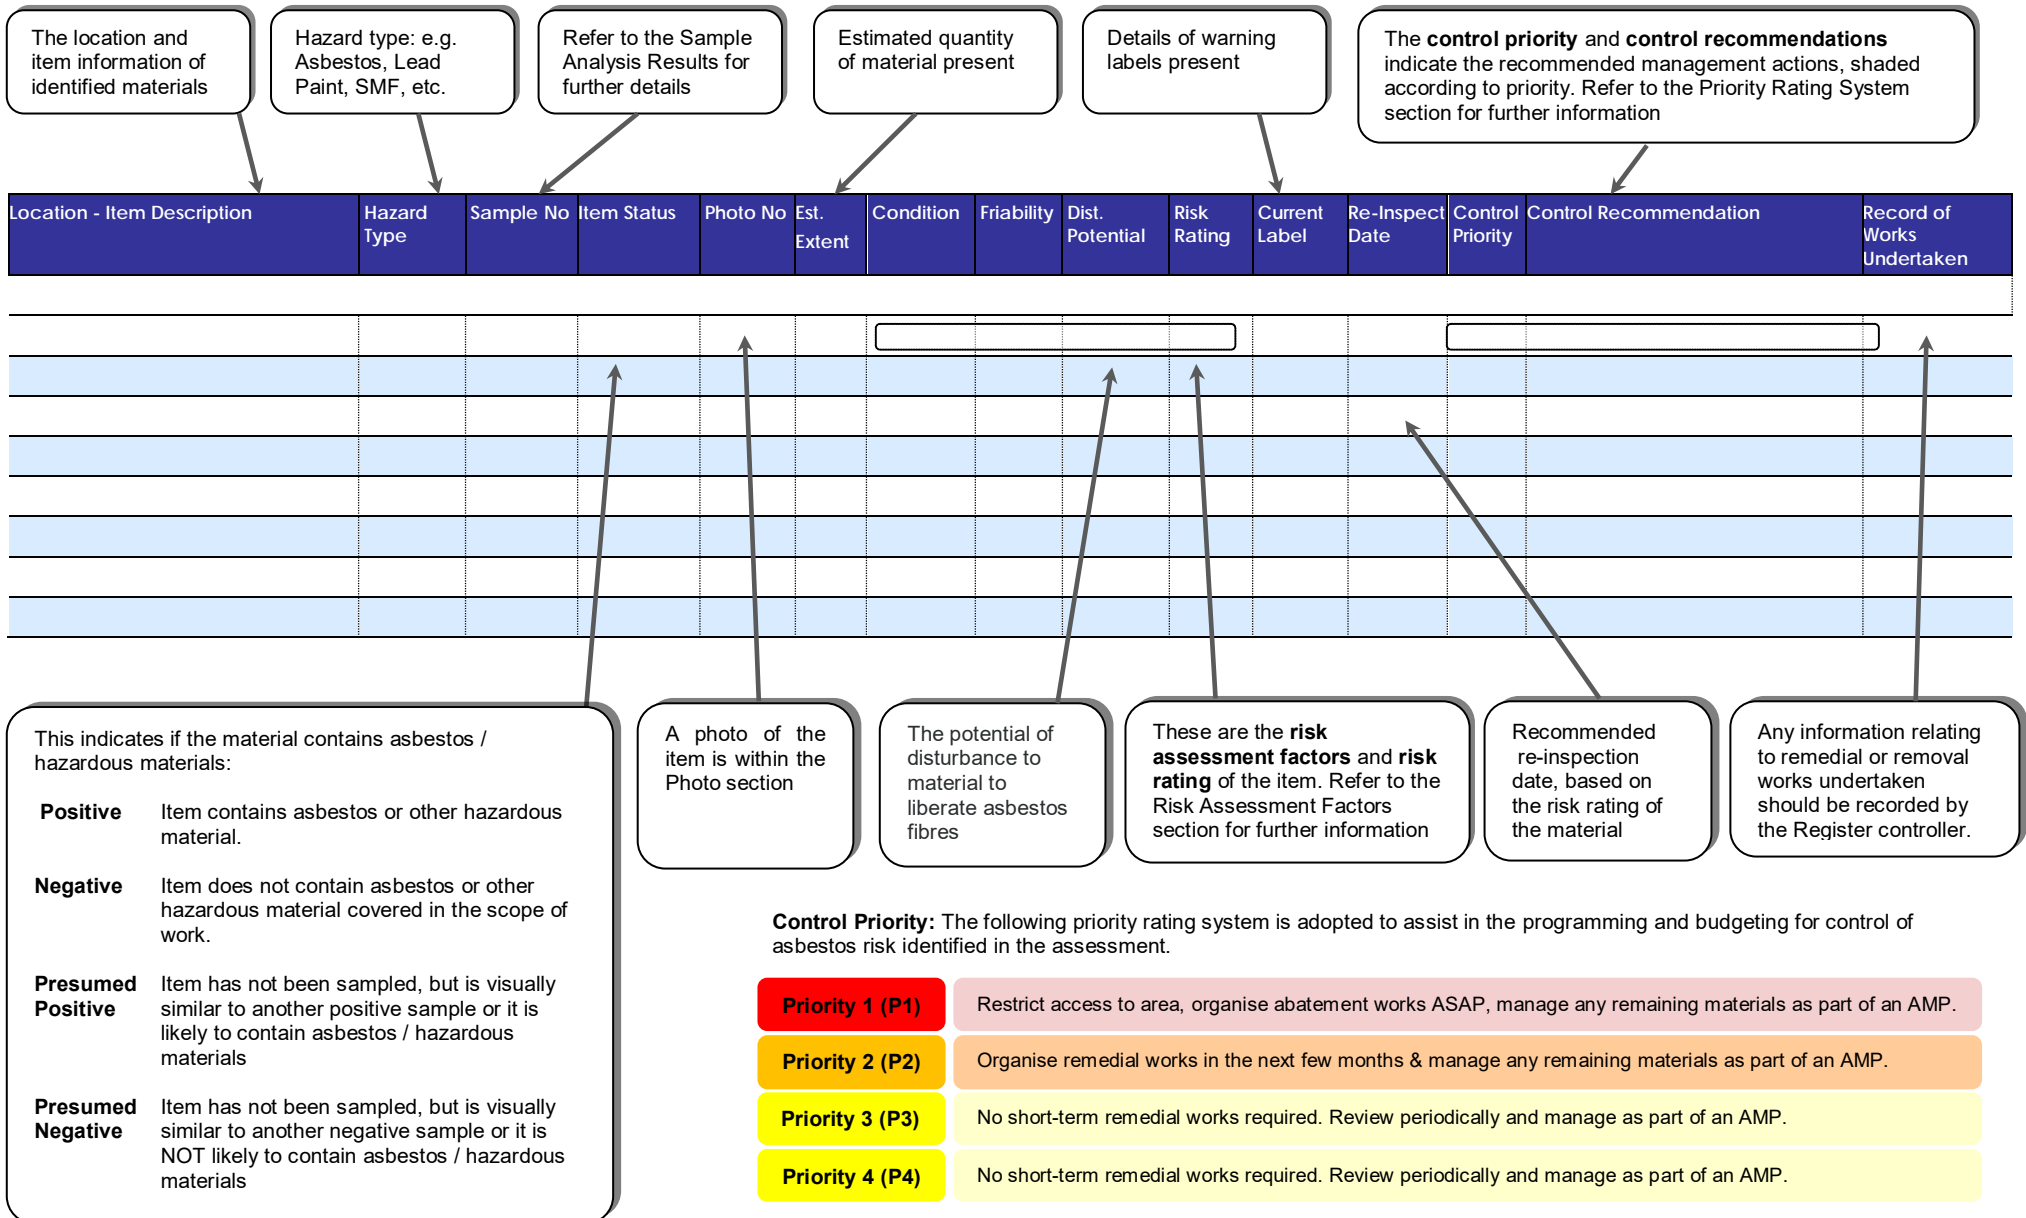 The location and
item information of
identified materials
Hazard type: e.g.
Asbestos, Lead
Paint, SMF, etc.
Refer to the Sample
Analysis Results for
further details
Estimated quantity
of material present
Details of warning
labels present
The control priority and control recommendations
indicate the recommended management actions, shaded
according to priority. Refer to the Priority Rating System
section for further information
Location - Item Description
Hazard
Type
Sample No
Item Status
Photo No
Est.
Extent
Condition
Friability
Dist.
Potential
Risk
Rating
Current
Label
Re-Inspect
Date
Control
Priority
Control Recommendation
Record of
Works
Undertaken
This indicates if the material contains asbestos /
hazardous materials:
Positive Item contains asbestos or other hazardous
material.
Negative Item does not contain asbestos or other
hazardous material covered in the scope of
work.
Presumed Item has not been sampled, but is visually
Positive similar to another positive sample or it is
likely to contain asbestos / hazardous
materials
Presumed Item has not been sampled, but is visually
Negative similar to another negative sample or it is
NOT likely to contain asbestos / hazardous
materials
A photo of the
item is within the
Photo section
The potential of
disturbance to
material to
liberate asbestos
fibres
These are the risk
assessment factors and risk
rating of the item. Refer to the
Risk Assessment Factors
section for further information
Recommended
re-inspection
date, based on
the risk rating of
the material
Any information relating
to remedial or removal
works undertaken
should be recorded by
the Register controller.
Control Priority: The following priority rating system is adopted to assist in the programming and budgeting for control of
asbestos risk identified in the assessment.
Priority 1 (P1) Restrict access to area, organise abatement works ASAP, manage any remaining materials as part of an AMP.
Priority 2 (P2) Organise remedial works in the next few months & manage any remaining materials as part of an AMP.
Priority 3 (P3) No short-term remedial works required. Review periodically and manage as part of an AMP.
Priority 4 (P4) No short-term remedial works required. Review periodically and manage as part of an AMP.